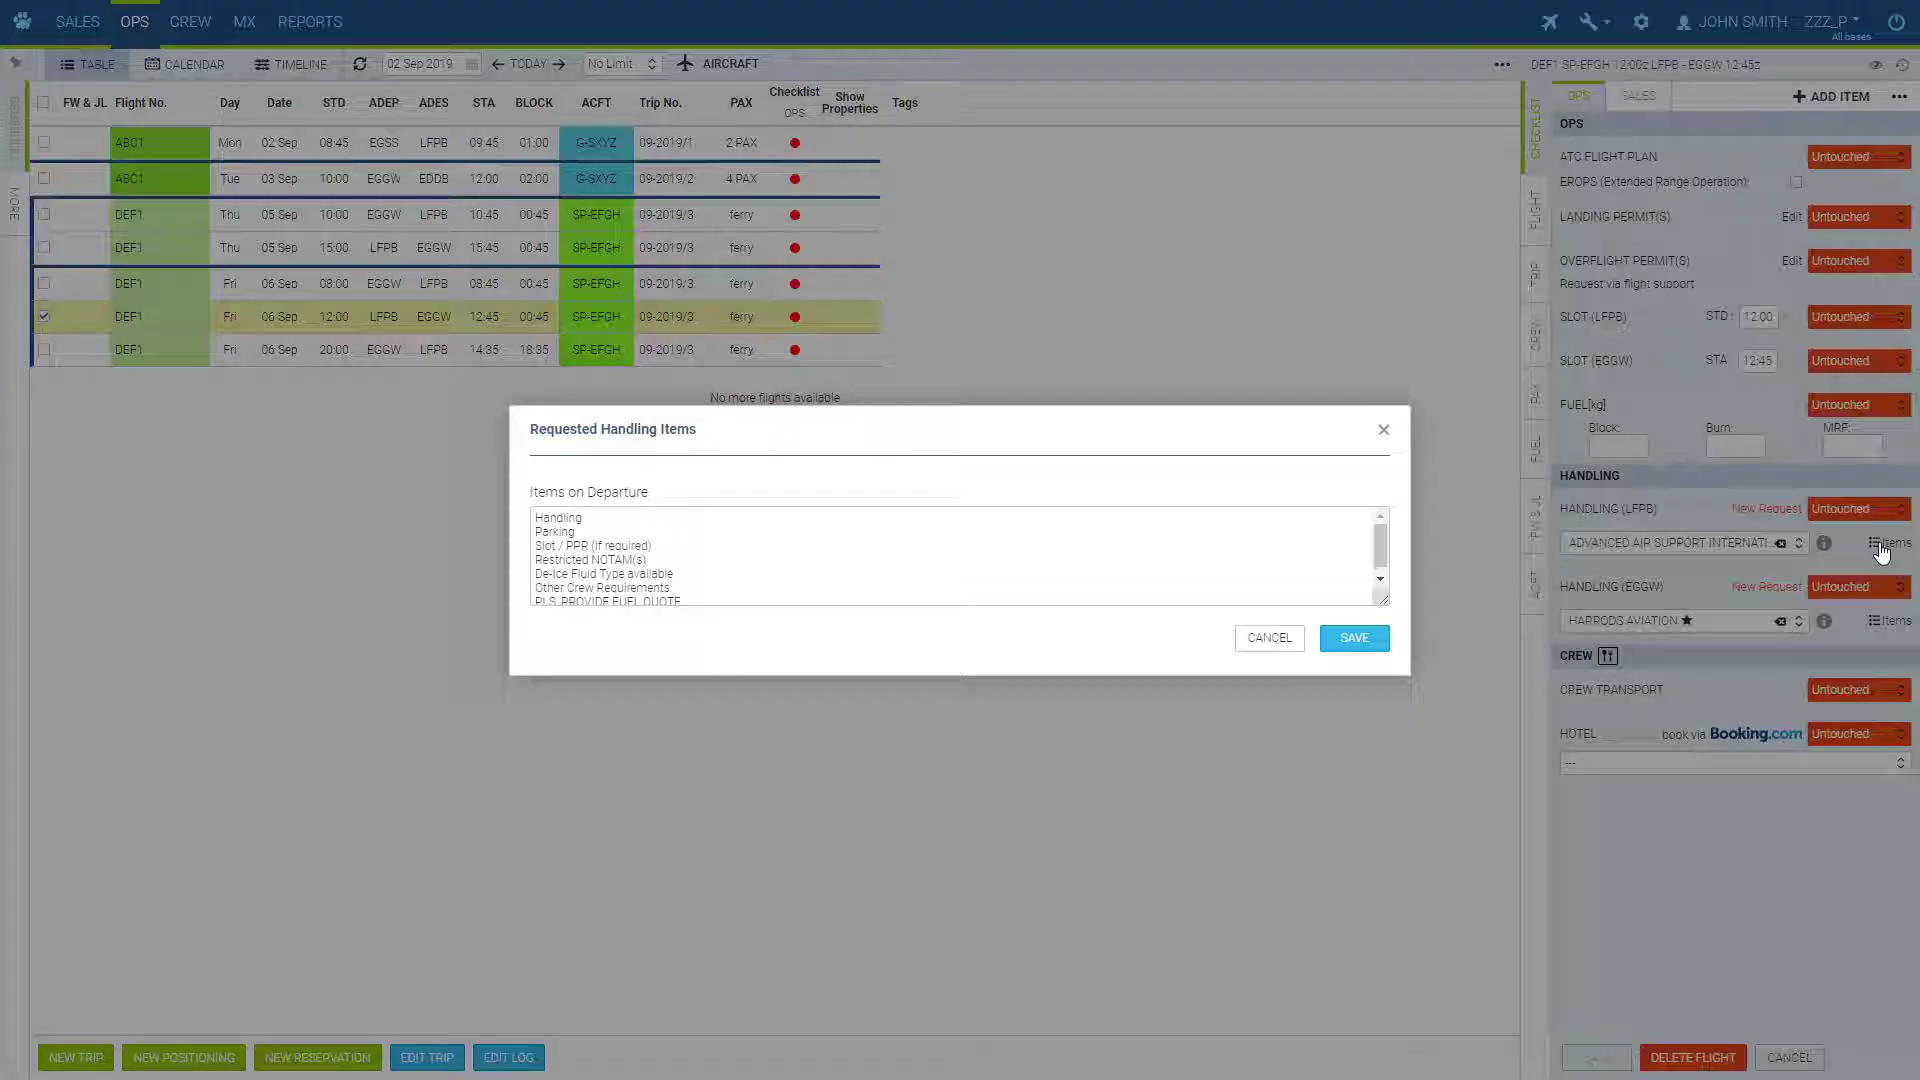 SALES OPS CREW MX REPORTS JOHN SMITH ZZZ_P
All bases
TABLE CALENDAR TIMELINE 02 Sep 2019 TODAY No Limit AIRCRAFT ••• DEF1 SP-EFGH 12:00z LFPB - EGGW 12:45z
FW & JL Flight No. Day Date STD ADEP ADES STA BLOCK ACFT Trip No. PAX Checklist OPS Show Properties Tags
ABC1 Mon 02 Sep 08:45 EGSS LFPB 09:45 01:00 G-SXYZ 09-2019/1 2 PAX
ABC1 Tue 03 Sep 10:00 EGGW EDDB 12:00 02:00 G-SXYZ 09-2019/2 4 PAX
DEF1 Thu 05 Sep 10:00 EGGW LFPB 10:45 00:45 SP-EFGH 09-2019/3 ferry
DEF1 Thu 05 Sep 15:00 LFPB EGGW 15:45 00:45 SP-EFGH 09-2019/3 ferry
DEF1 Fri 06 Sep 08:00 EGGW LFPB 08:45 00:45 SP-EFGH 09-2019/3 ferry
DEF1 Fri 06 Sep 12:00 LFPB EGGW 12:45 00:45 SP-EFGH 09-2019/3 ferry
DEF1 Fri 06 Sep 20:00 EGGW LFPB 14:35 18:35 SP-EFGH 09-2019/3 ferry
No more flights available
MORE
Requested Handling Items
Items on Departure
Handling
Parking
Slot / PPR (if required)
Restricted NOTAM(s)
De-Ice Fluid Type available
Other Crew Requirements
PLS. PROVIDE FUEL QUOTE
CANCEL SAVE
CHECKLIST
FLIGHT
TRIP
CREW
PAX
FUEL
FW & JL
ACFT
OPS SALES + ADD ITEM •••
OPS
ATC FLIGHT PLAN Untouched
EROPS (Extended Range Operation):
LANDING PERMIT(S) Edit Untouched
OVERFLIGHT PERMIT(S) Edit Untouched
Request via flight support
SLOT (LFPB) STD : 12:00 Untouched
SLOT (EGGW) STA 12:45 Untouched
FUEL[kg] Untouched
Block: Burn: MRF:
HANDLING
HANDLING (LFPB) New Request Untouched
ADVANCED AIR SUPPORT INTERNATI... Items
HANDLING (EGGW) New Request Untouched
HARRODS AVIATION ★ Items
CREW
CREW TRANSPORT Untouched
HOTEL book via Booking.com Untouched
---
NEW TRIP NEW POSITIONING NEW RESERVATION EDIT TRIP EDIT LOG DELETE FLIGHT CANCEL